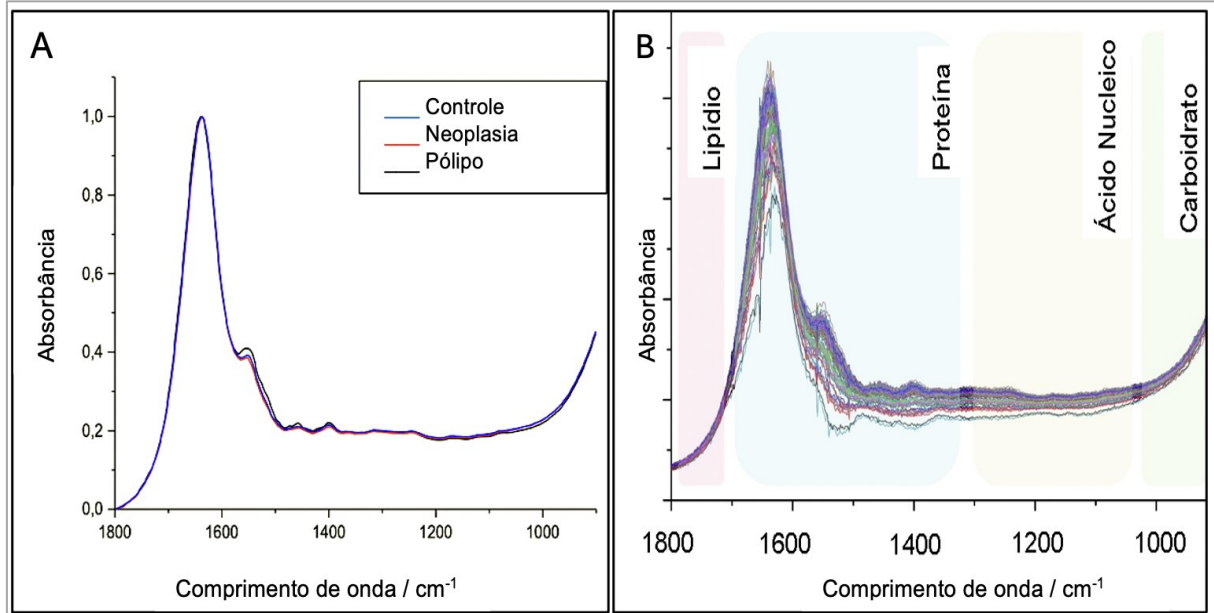 A
Absorbância
1,0
0,8
0,6
0,4
0,2
0,0
Controle
Neoplasia
Pólipo
1800
1600
1400
1200
1000
Comprimento de onda / cm⁻¹
B
Absorbância
Lipídio
Proteína
Ácido Nucleico
Carboidrato
1800
1600
1400
1200
1000
Comprimento de onda / cm⁻¹